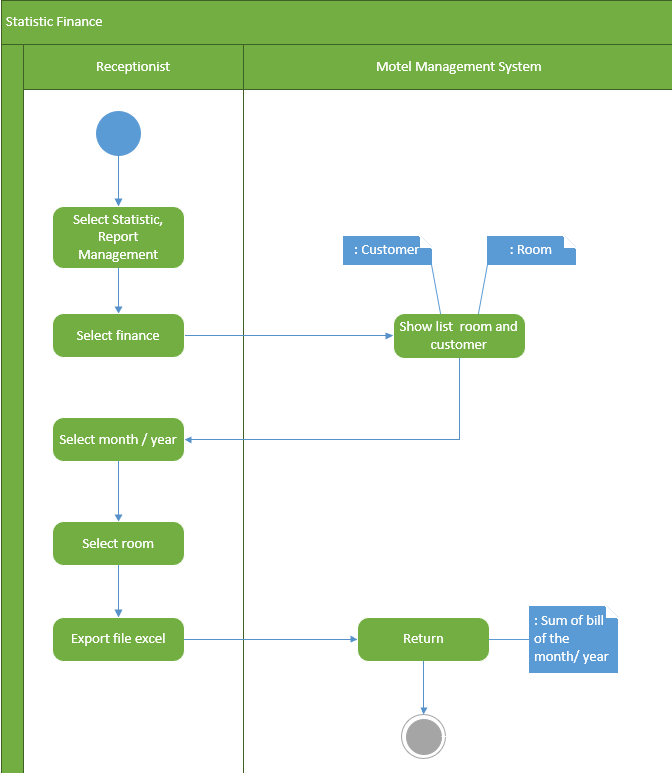 Statistic Finance
Receptionist
Motel Management System
Select Statistic,
Report
Management
: Customer
: Room
Select finance
Show list room and
customer
Select month / year
Select room
Export file excel
Return
: Sum of bill
of the
month/ year